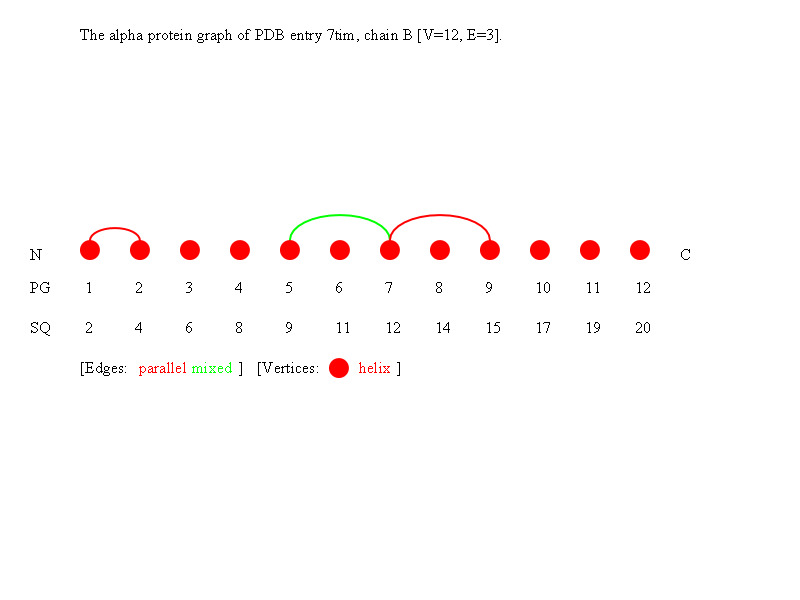 The alpha protein graph of PDB entry 7tim, chain B [V=12, E=3].
N C
PG 1 2 3 4 5 6 7 8 9 10 11 12
SQ 2 4 6 8 9 11 12 14 15 17 19 20
[Edges: parallel mixed ] [Vertices: helix ]